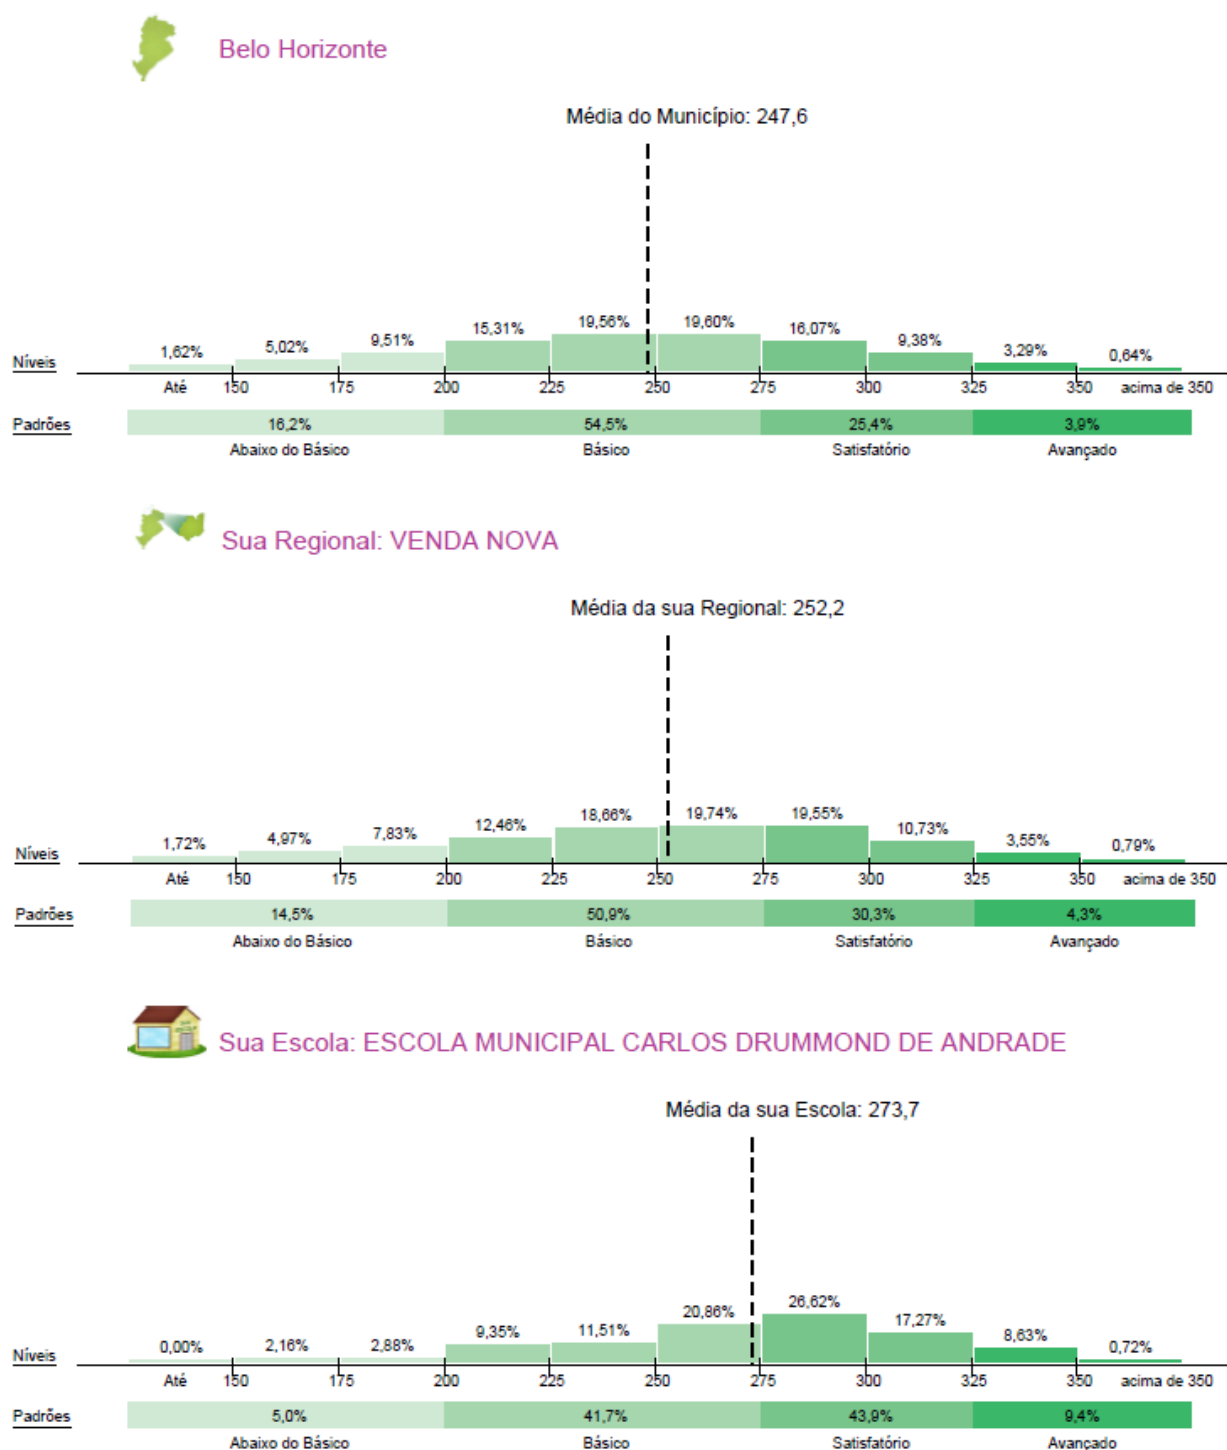 Belo Horizonte
Média do Município: 247,6
1,62% 5,02% 9,51% 15,31% 19,56% 19,60% 16,07% 9,38% 3,29% 0,64%
Níveis
Até 150 175 200 225 250 275 300 325 350 acima de 350
Padrões 16,2% 54,5% 25,4% 3,9%
Abaixo do Básico Básico Satisfatório Avançado
Sua Regional: VENDA NOVA
Média da sua Regional: 252,2
1,72% 4,97% 7,83% 12,46% 18,66% 19,74% 19,55% 10,73% 3,55% 0,79%
Níveis
Até 150 175 200 225 250 275 300 325 350 acima de 350
Padrões 14,5% 50,9% 30,3% 4,3%
Abaixo do Básico Básico Satisfatório Avançado
Sua Escola: ESCOLA MUNICIPAL CARLOS DRUMMOND DE ANDRADE
Média da sua Escola: 273,7
0,00% 2,16% 2,88% 9,35% 11,51% 20,86% 26,62% 17,27% 8,63% 0,72%
Níveis
Até 150 175 200 225 250 275 300 325 350 acima de 350
Padrões 5,0% 41,7% 43,9% 9,4%
Abaixo do Básico Básico Satisfatório Avançado